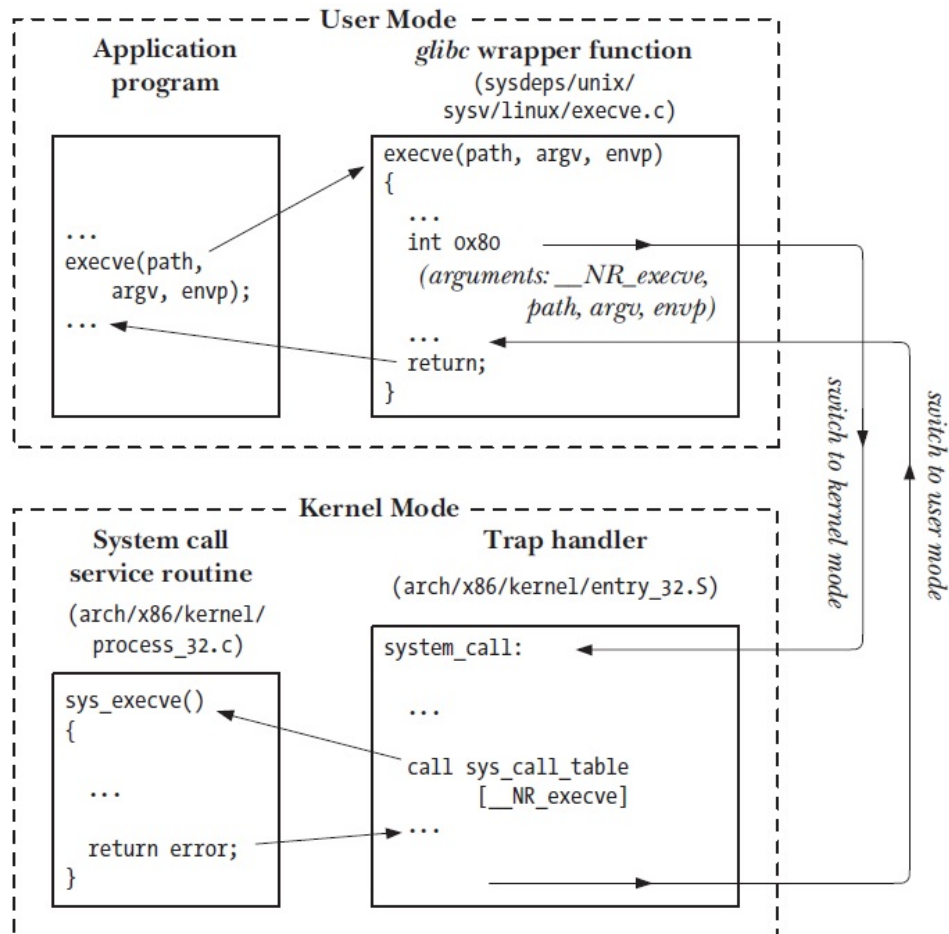 User Mode
Application
program
glibc wrapper function
(sysdeps/unix/
sysv/linux/execve.c)
...
execve(path,
argv, envp);
...
execve(path, argv, envp)
{
...
int 0x80
(arguments: __NR_execve,
path, argv, envp)
...
return;
}
switch to kernel mode
switch to user mode
Kernel Mode
System call
service routine
(arch/x86/kernel/
process_32.c)
Trap handler
(arch/x86/kernel/entry_32.S)
sys_execve()
{
...
return error;
}
system_call:
...
call sys_call_table
[__NR_execve]
...